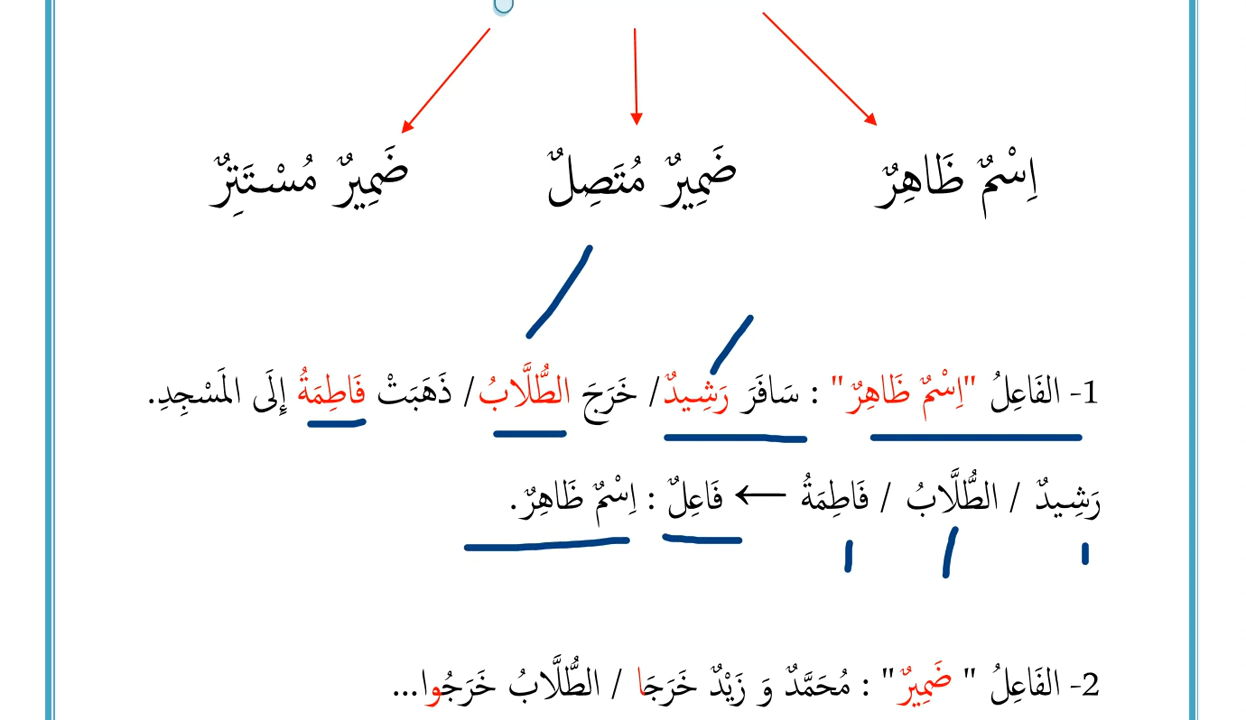 اِسْمٌ ظَاهِرٌ ضَمِيرٌ مُتَصِلٌ ضَمِيرٌ مُسْتَتِرٌ
1- الفَاعِلُ "اِسْمٌ ظَاهِرٌ" : سَافَرَ رَشِيدٌ/ خَرَجَ الطُّلَّابُ/ ذَهَبَتْ فَاطِمَةُ إِلَى المَسْجِدِ.
رَشِيدٌ / الطُّلَّابُ / فَاطِمَةُ ← فَاعِلٌ : اِسْمٌ ظَاهِرٌ.
2- الفَاعِلُ " ضَمِيرٌ" : مُحَمَّدٌ وَ زَيْدٌ خَرَجَا / الطُّلَّابُ خَرَجُوا...